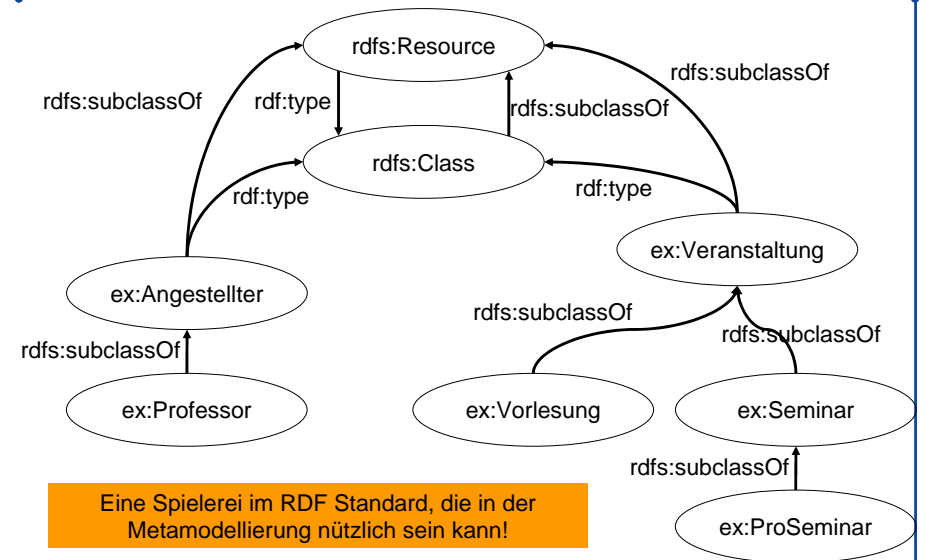 rdfs:Resource
rdfs:subclassOf
rdfs:subclassOf
rdf:type
rdfs:subclassOf
rdfs:Class
rdf:type
rdf:type
ex:Veranstaltung
ex:Angestellter
rdfs:subclassOf
rdfs:subclassOf
rdfs:subclassOf
ex:Professor
ex:Vorlesung
ex:Seminar
rdfs:subclassOf
Eine Spielerei im RDF Standard, die in der
Metamodellierung nützlich sein kann!
ex:ProSeminar